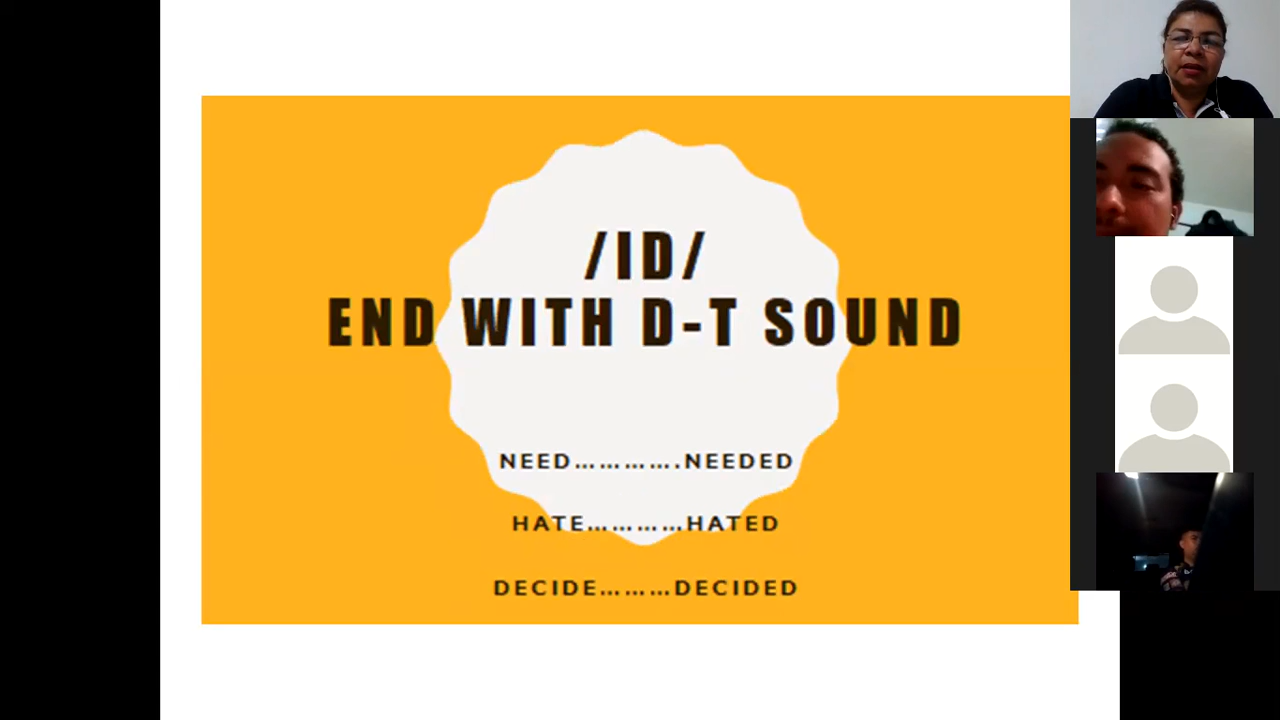 /ID/
END WITH D-T SOUND
NEED………….NEEDED
HATE…………HATED
DECIDE………DECIDED